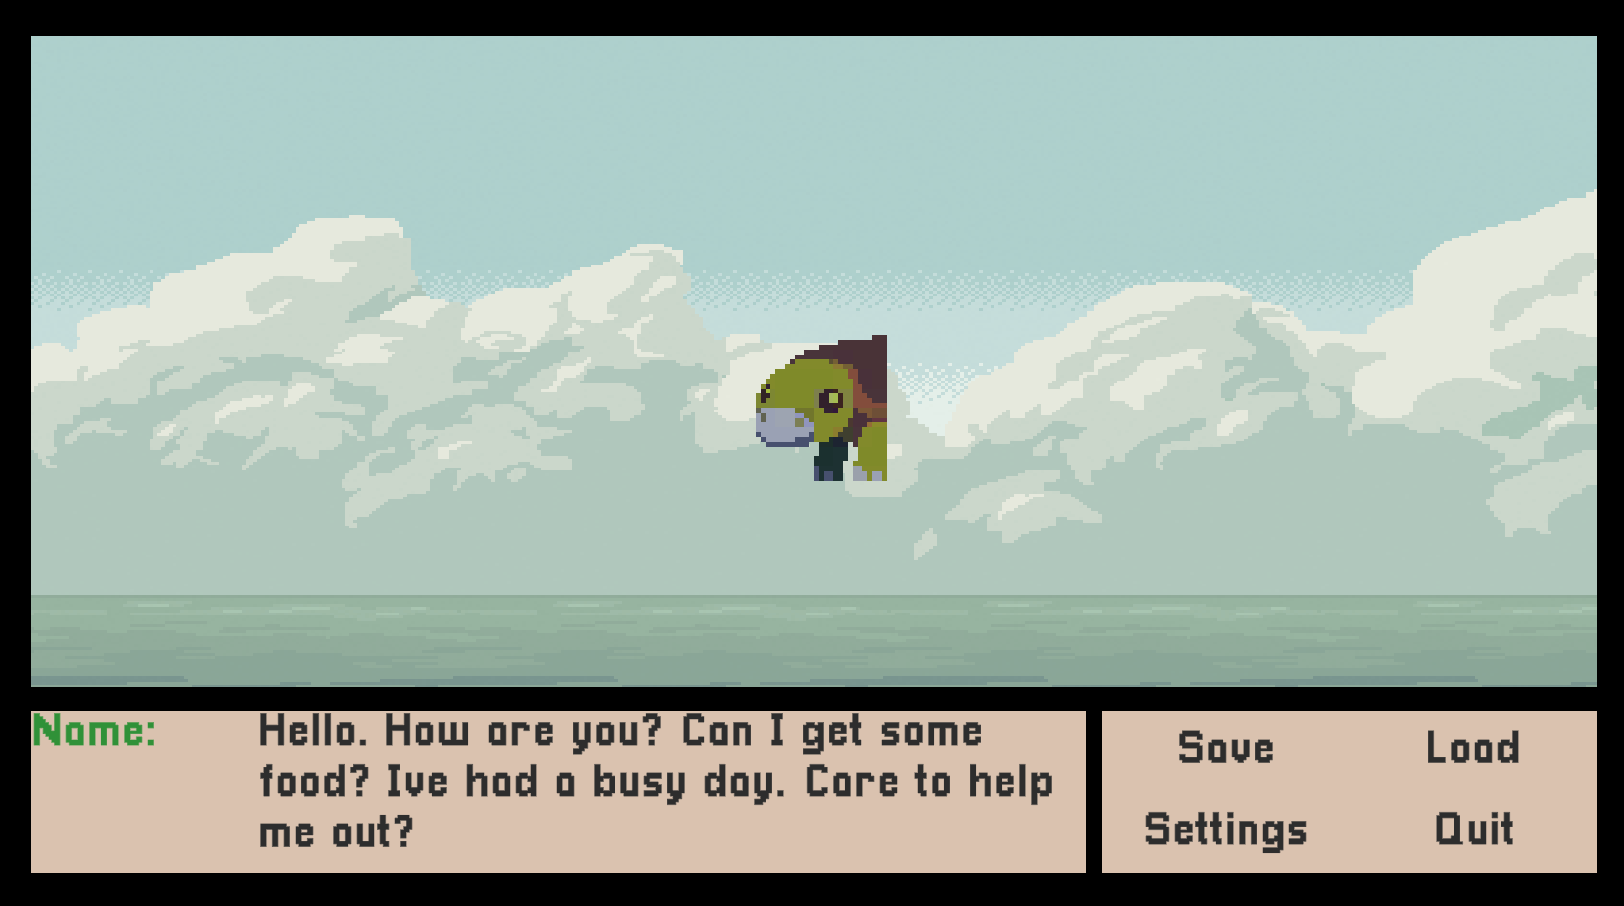 Name:
Hello. How are you? Can I get some
food? Ive had a busy day. Care to help
me out?
Save
Load
Settings
Quit